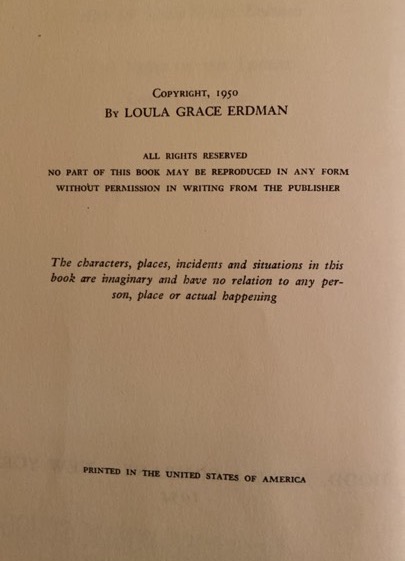 COPYRIGHT, 1950
BY LOULA GRACE ERDMAN
ALL RIGHTS RESERVED
NO PART OF THIS BOOK MAY BE REPRODUCED IN ANY FORM
WITHOUT PERMISSION IN WRITING FROM THE PUBLISHER
The characters, places, incidents and situations in this
book are imaginary and have no relation to any per-
son, place or actual happening
PRINTED IN THE UNITED STATES OF AMERICA